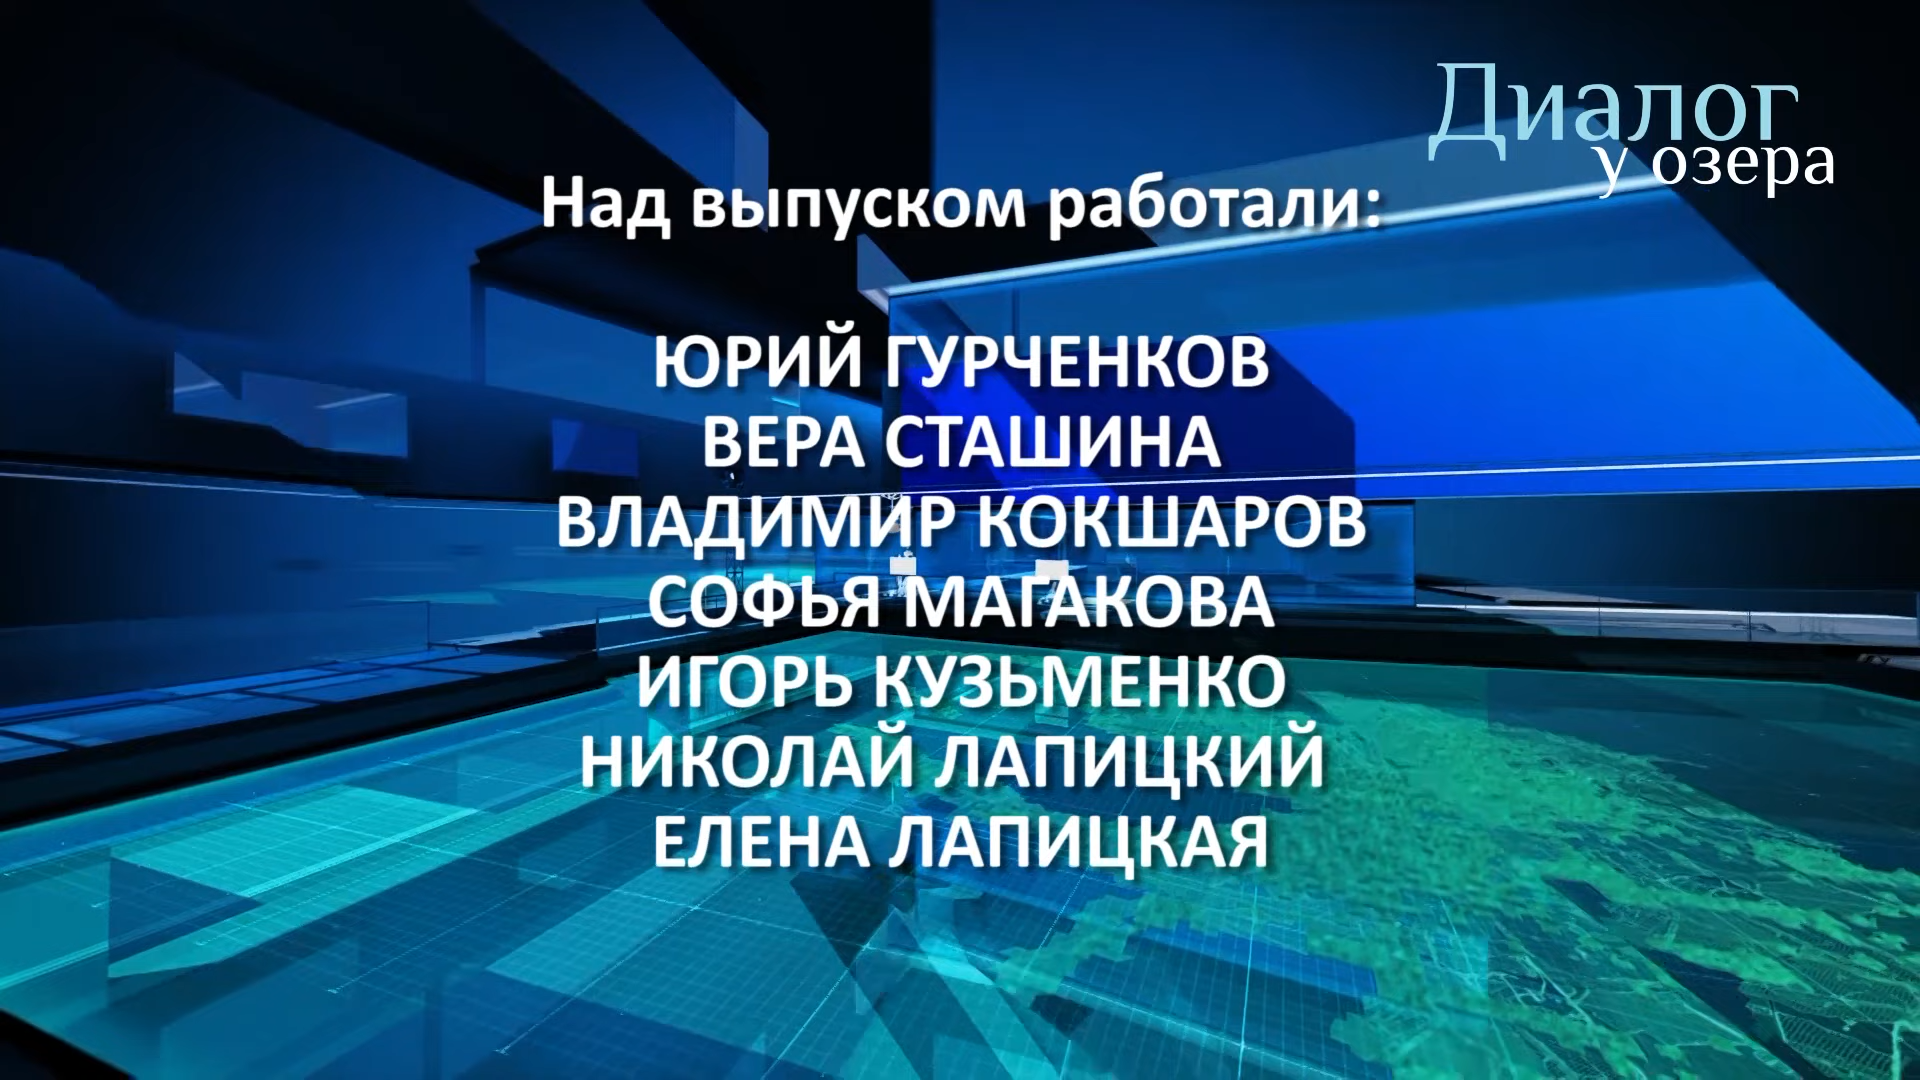 Диалог
у озера
Над выпуском работали:
ЮРИЙ ГУРЧЕНКОВ
ВЕРА СТАШИНА
ВЛАДИМИР КОКШАРОВ
СОФЬЯ МАГАКОВА
ИГОРЬ КУЗЬМЕНКО
НИКОЛАЙ ЛАПИЦКИЙ
ЕЛЕНА ЛАПИЦКАЯ